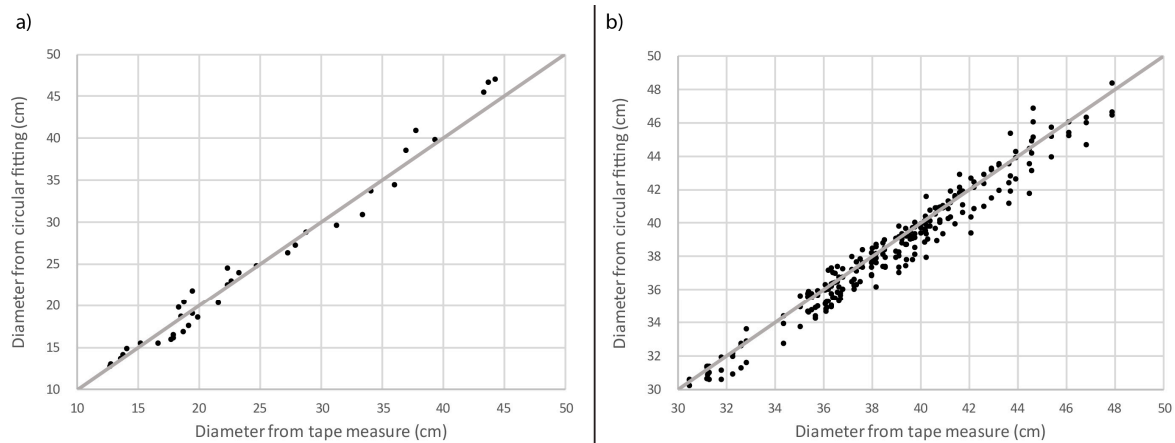 a)
Diameter from circular fitting (cm)
50
45
40
35
30
25
20
15
10
10 15 20 25 30 35 40 45 50
Diameter from tape measure (cm)
b)
Diameter from circular fitting (cm)
50
48
46
44
42
40
38
36
34
32
30
30 32 34 36 38 40 42 44 46 48 50
Diameter from tape measure (cm)